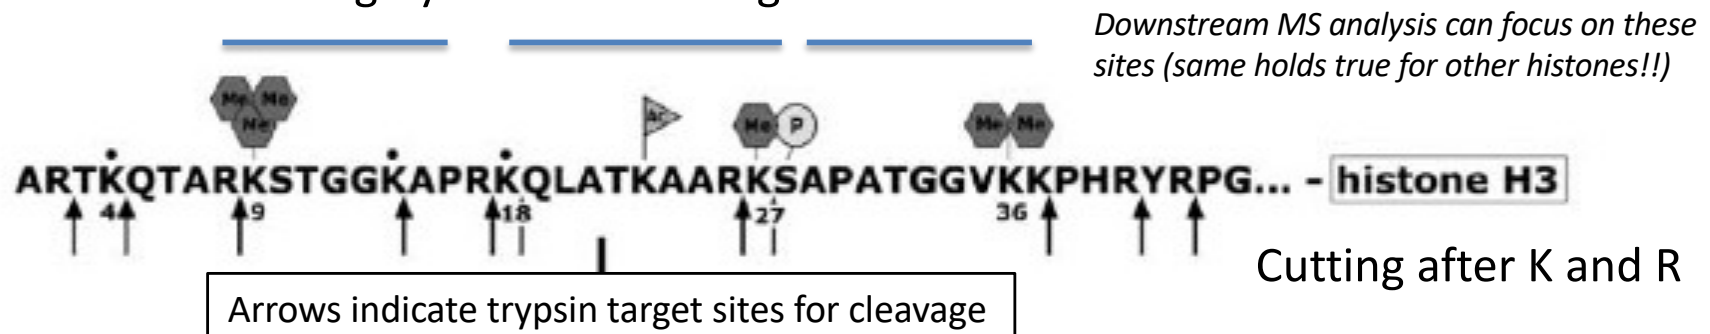 Downstream MS analysis can focus on these
sites (same holds true for other histones!!)
Me Me
Me
Ac
Me P
Me Me
ARTKQTARKSTGGKAPRKQLATKAARKSAPATGGVKKPHRYRPG... - histone H3
4 9 18 27 36
Cutting after K and R
Arrows indicate trypsin target sites for cleavage